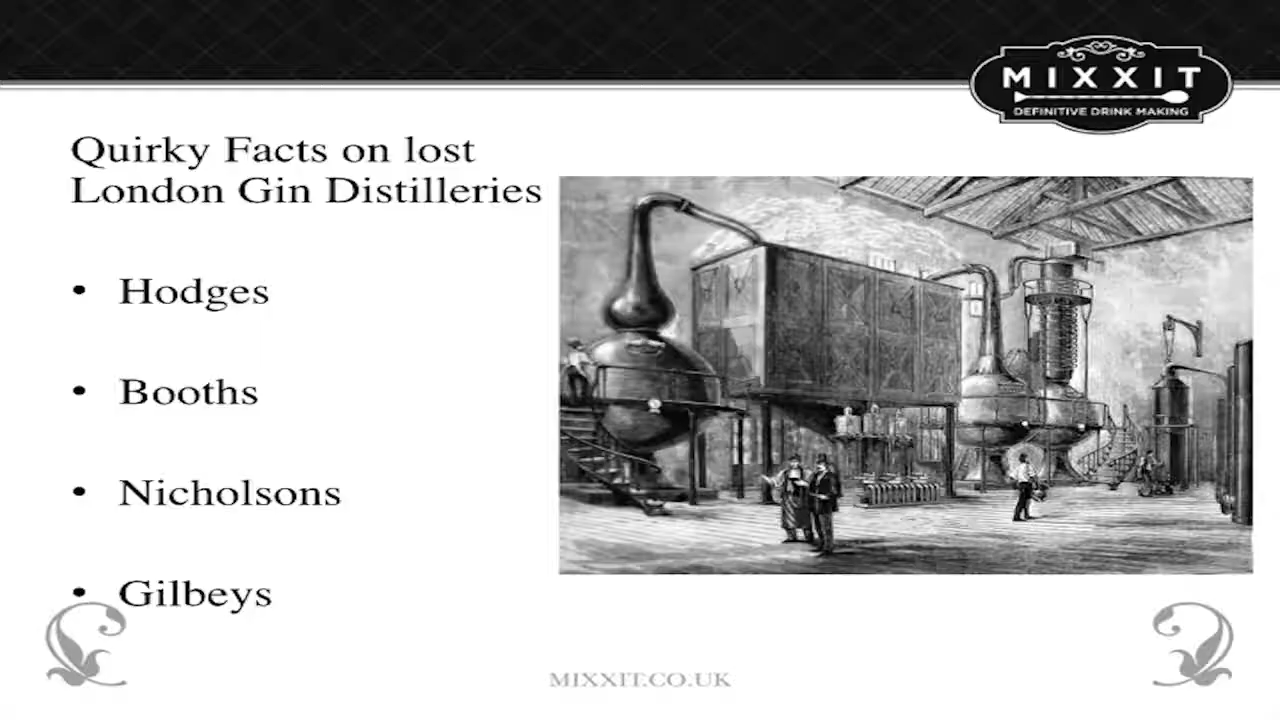 MIXXIT
DEFINITIVE DRINK MAKING
Quirky Facts on lost
London Gin Distilleries
• Hodges
• Booths
• Nicholsons
• Gilbeys
MIXXIT.CO.UK